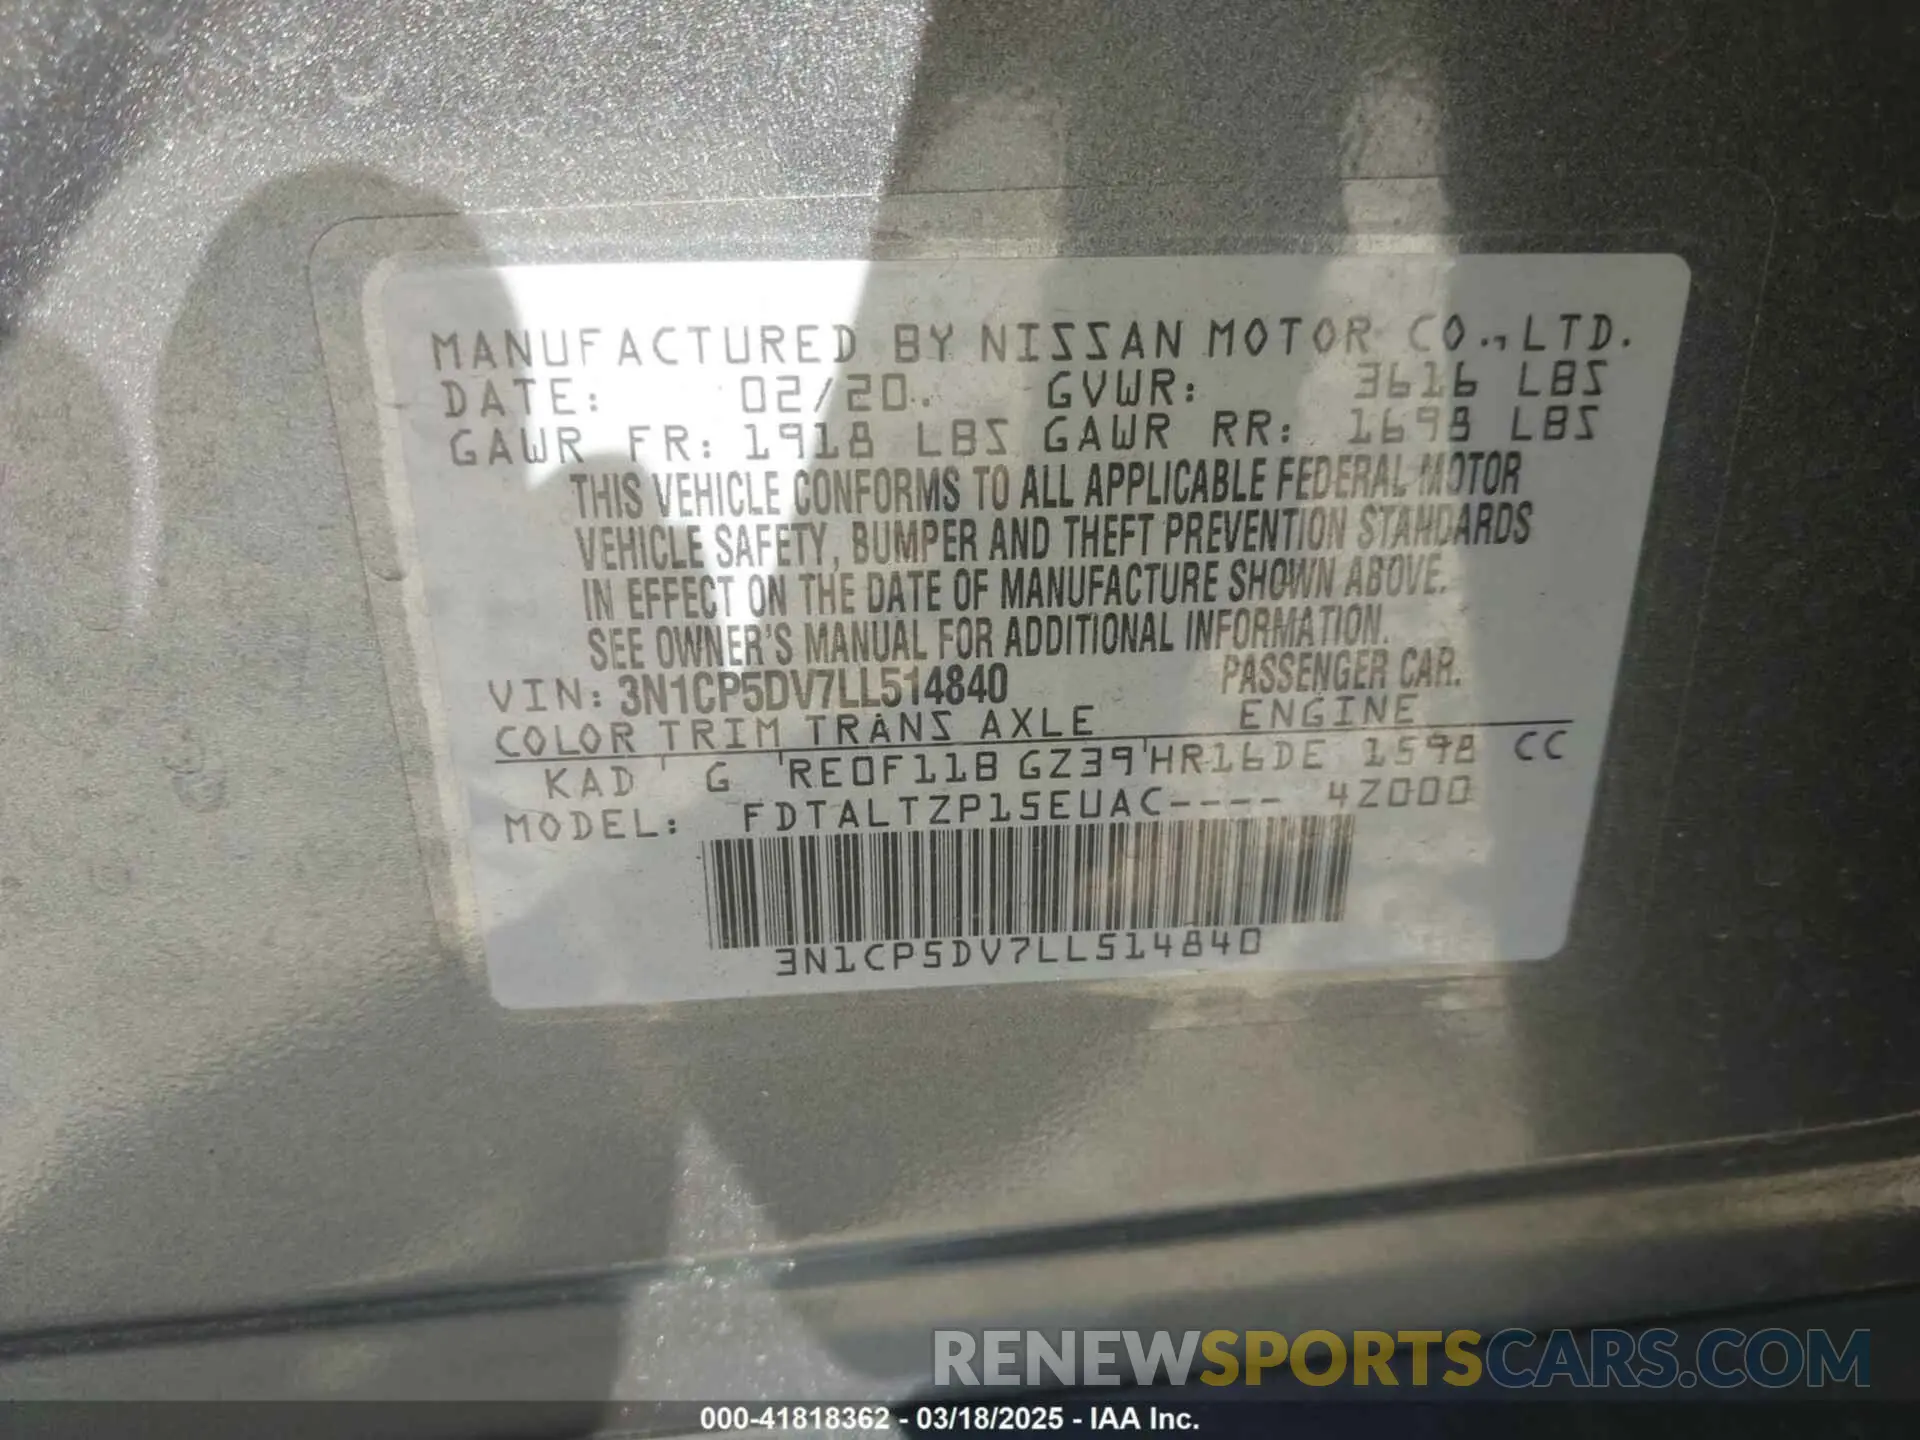 MANUFACTURED BY NISSAN MOTOR CO.,LTD.
DATE: 02/20. GVWR: 3616 LBS
GAWR FR: 1918 LBS GAWR RR: 1698 LBS
THIS VEHICLE CONFORMS TO ALL APPLICABLE FEDERAL MOTOR
VEHICLE SAFETY, BUMPER AND THEFT PREVENTION STANDARDS
IN EFFECT ON THE DATE OF MANUFACTURE SHOWN ABOVE.
SEE OWNER'S MANUAL FOR ADDITIONAL INFORMATION.
VIN: 3N1CP5DV7LL514840 PASSENGER CAR.
COLOR TRIM TRANS AXLE ENGINE
KAD ' G 'RE0F11B GZ39'HR16DE 1598 CC
MODEL: FDTALTZP15EUAC---- 4Z000
3N1CP5DV7LL514840
RENEWSPORTSCARS.COM
000-41818362 - 03/18/2025 - IAA Inc.